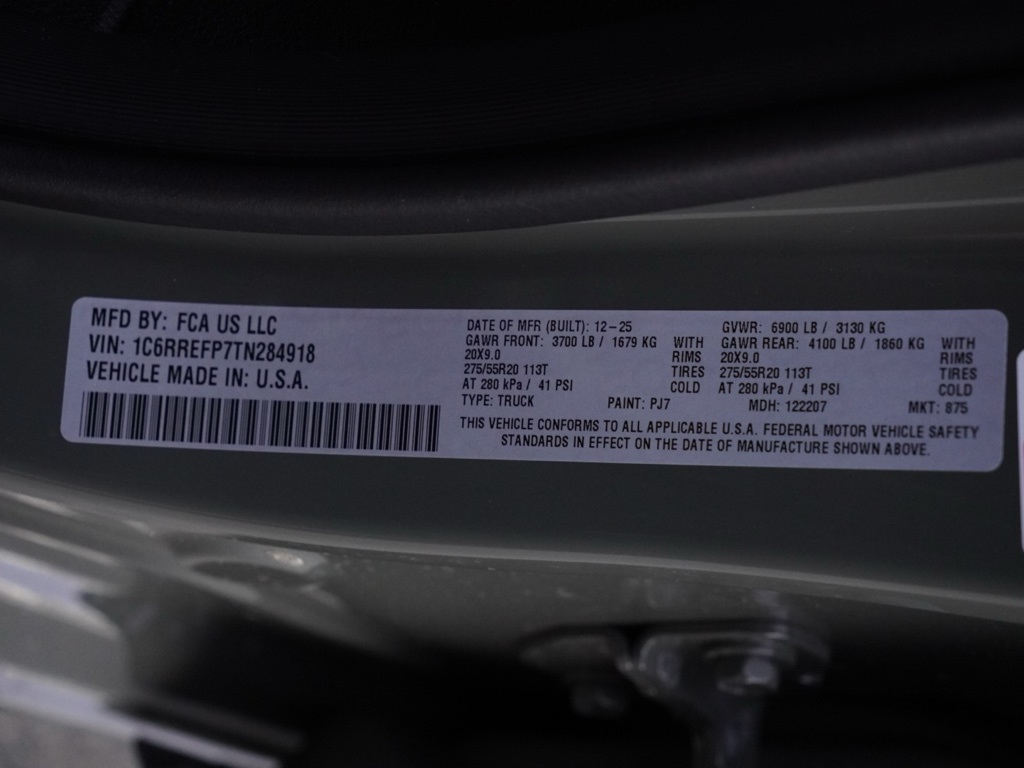 MFD BY: FCA US LLC
VIN: 1C6RREFP7TN284918
VEHICLE MADE IN: U.S.A.
DATE OF MFR (BUILT): 12-25
GAWR FRONT: 3700 LB / 1679 KG WITH
20X9.0 RIMS
275/55R20 113T TIRES
AT 280 kPa / 41 PSI COLD
TYPE: TRUCK PAINT: PJ7
GVWR: 6900 LB / 3130 KG
GAWR REAR: 4100 LB / 1860 KG WITH
20X9.0 RIMS
275/55R20 113T TIRES
AT 280 kPa / 41 PSI COLD
MDH: 122207 MKT: 875
THIS VEHICLE CONFORMS TO ALL APPLICABLE U.S.A. FEDERAL MOTOR VEHICLE SAFETY
STANDARDS IN EFFECT ON THE DATE OF MANUFACTURE SHOWN ABOVE.